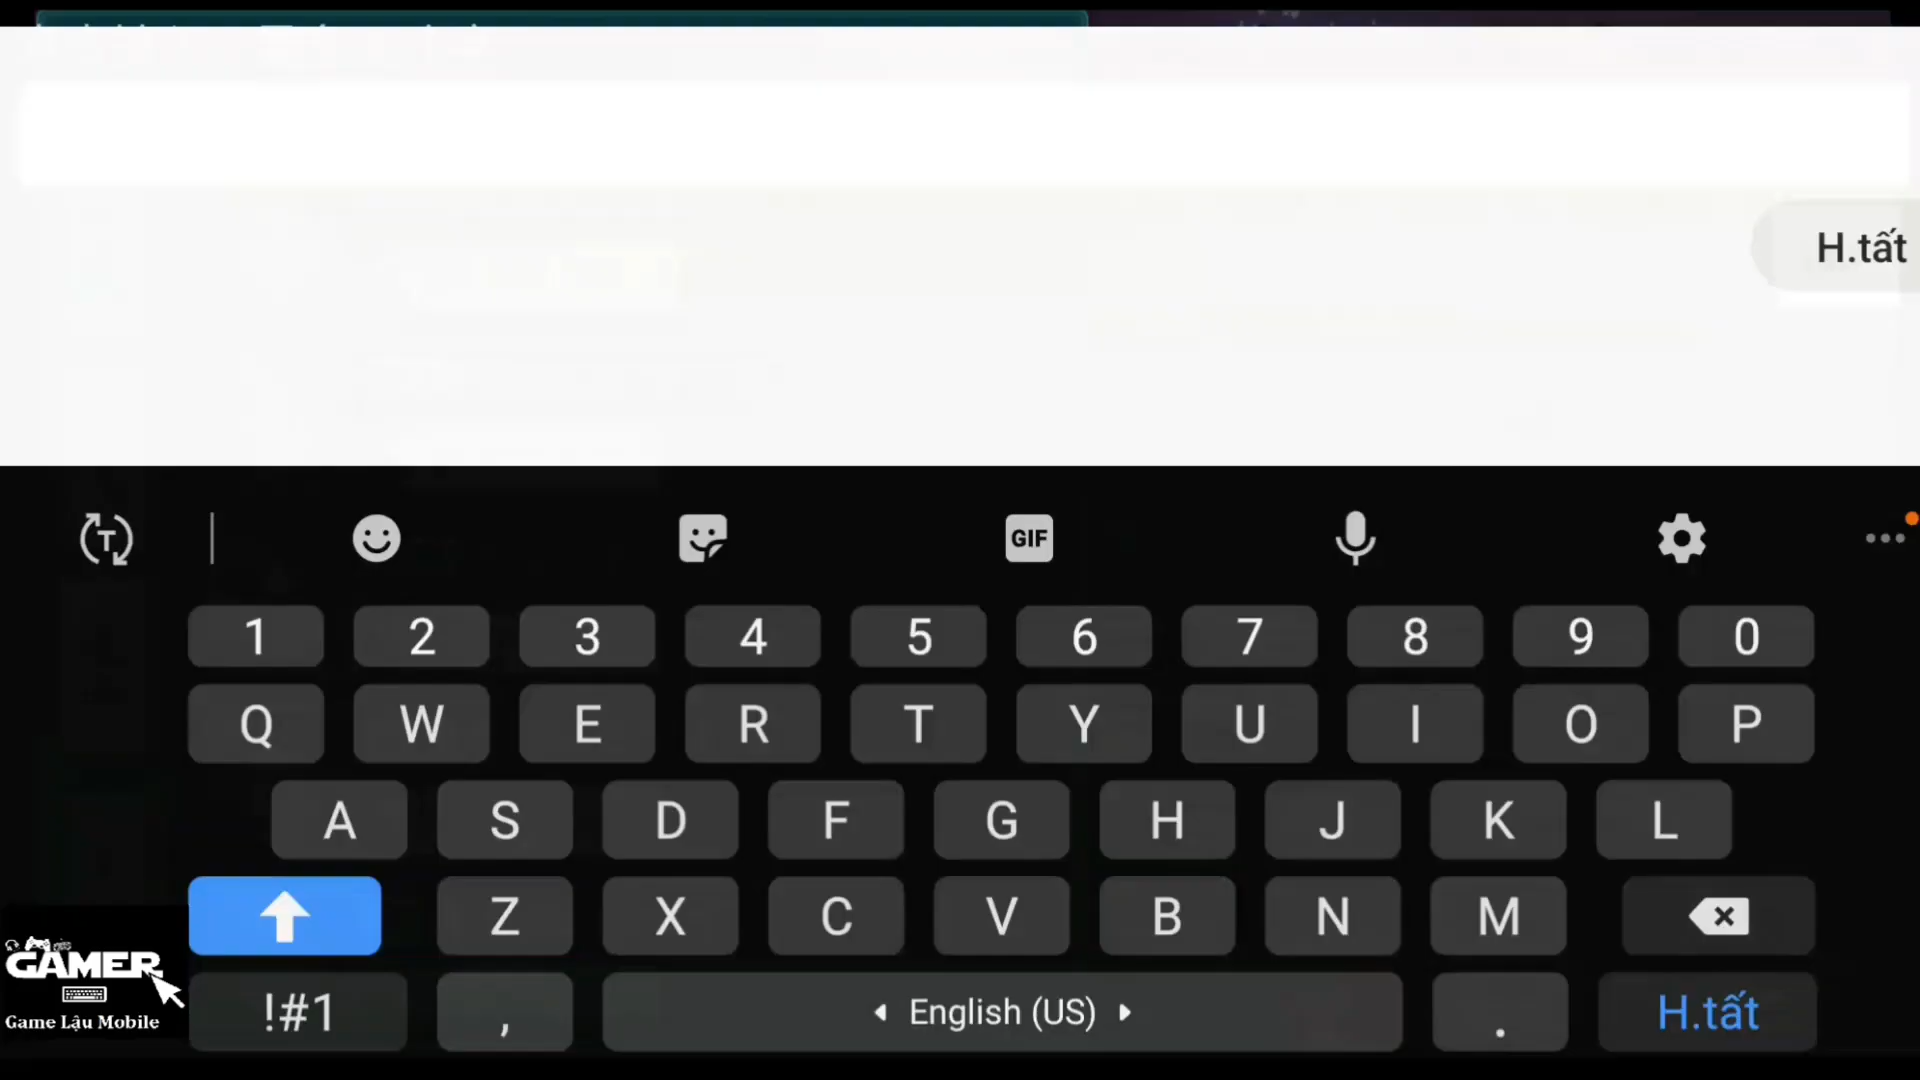 H.tất
GIF
1 2 3 4 5 6 7 8 9 0
Q W E R T Y U I O P
A S D F G H J K L
Z X C V B N M
!#1 , English (US) . H.tất
GAMER
Game Lậu Mobile